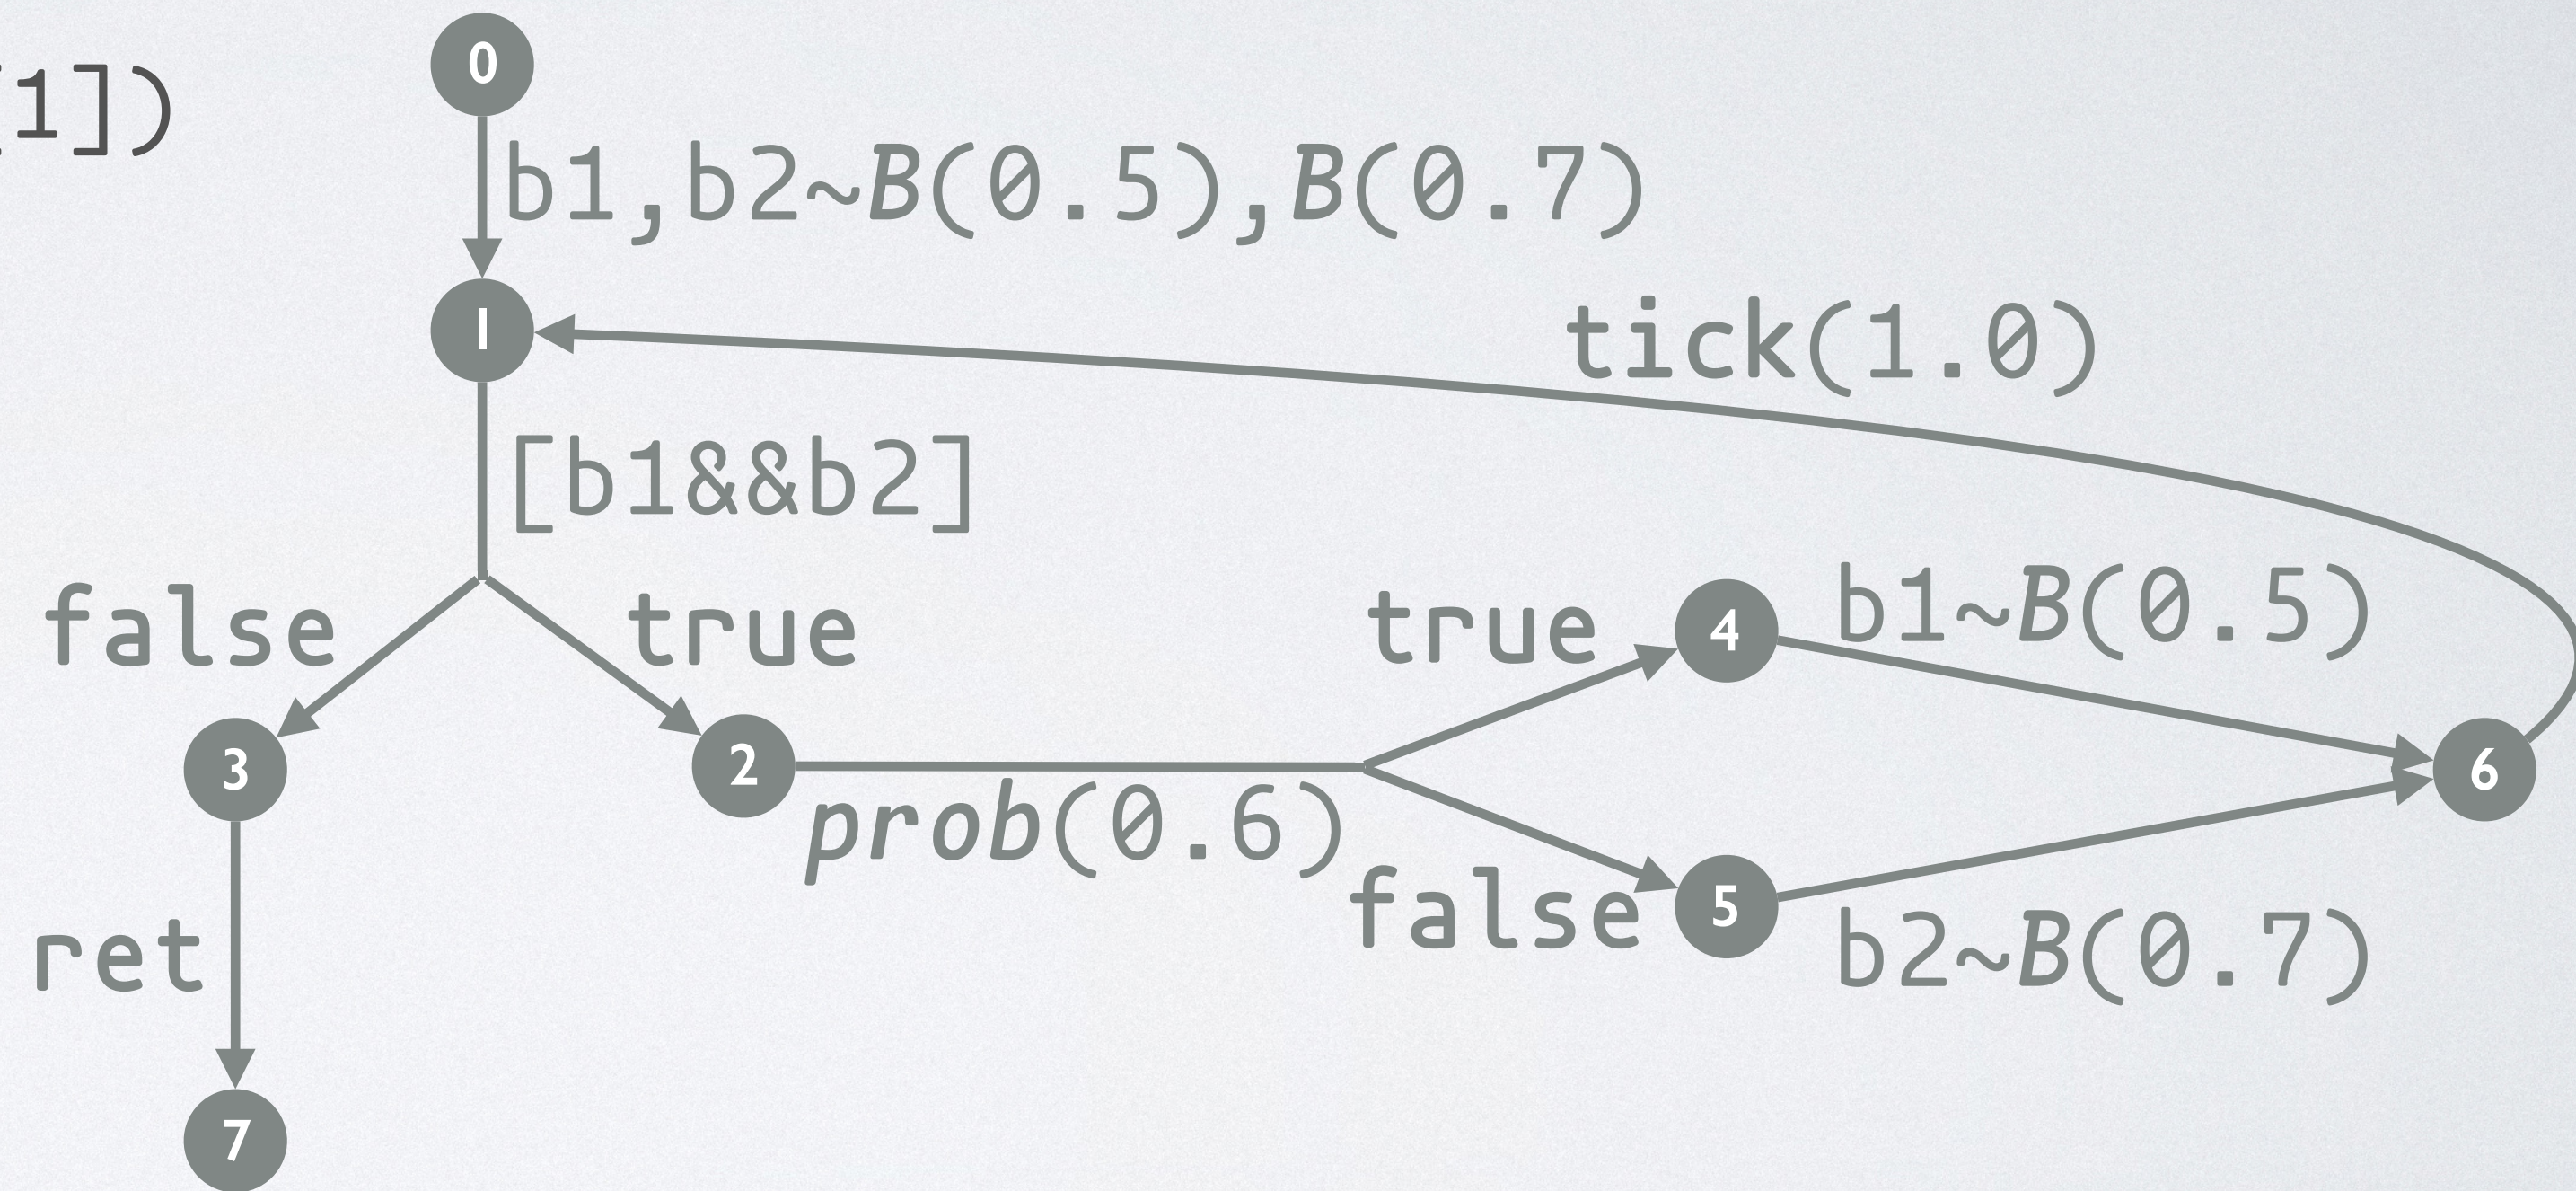 0
1])
b1,b2~B(0.5),B(0.7)
1
tick(1.0)
[b1&&b2]
false
true
true
4
b1~B(0.5)
3
2
6
prob(0.6)
false
5
b2~B(0.7)
ret
7